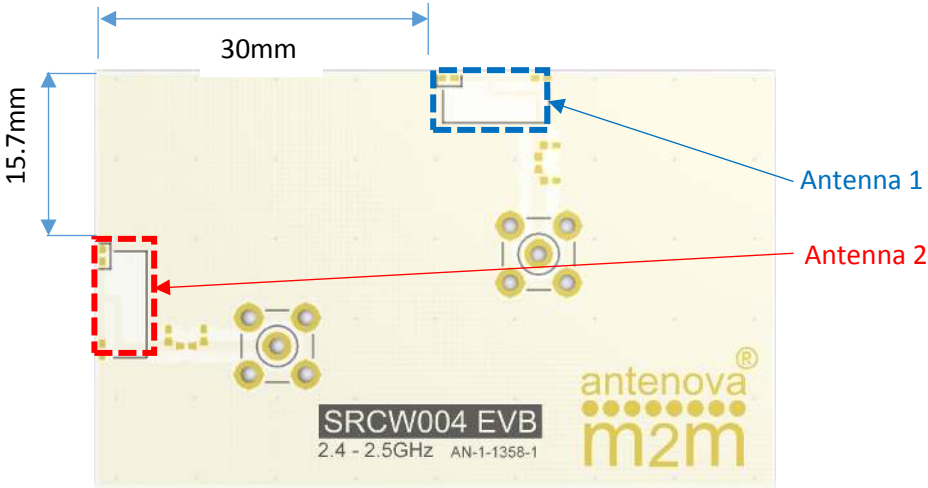 30mm
15.7mm
Antenna 1
Antenna 2
antenova®
m2m
SRCW004 EVB
2.4 - 2.5GHz AN-1-1358-1